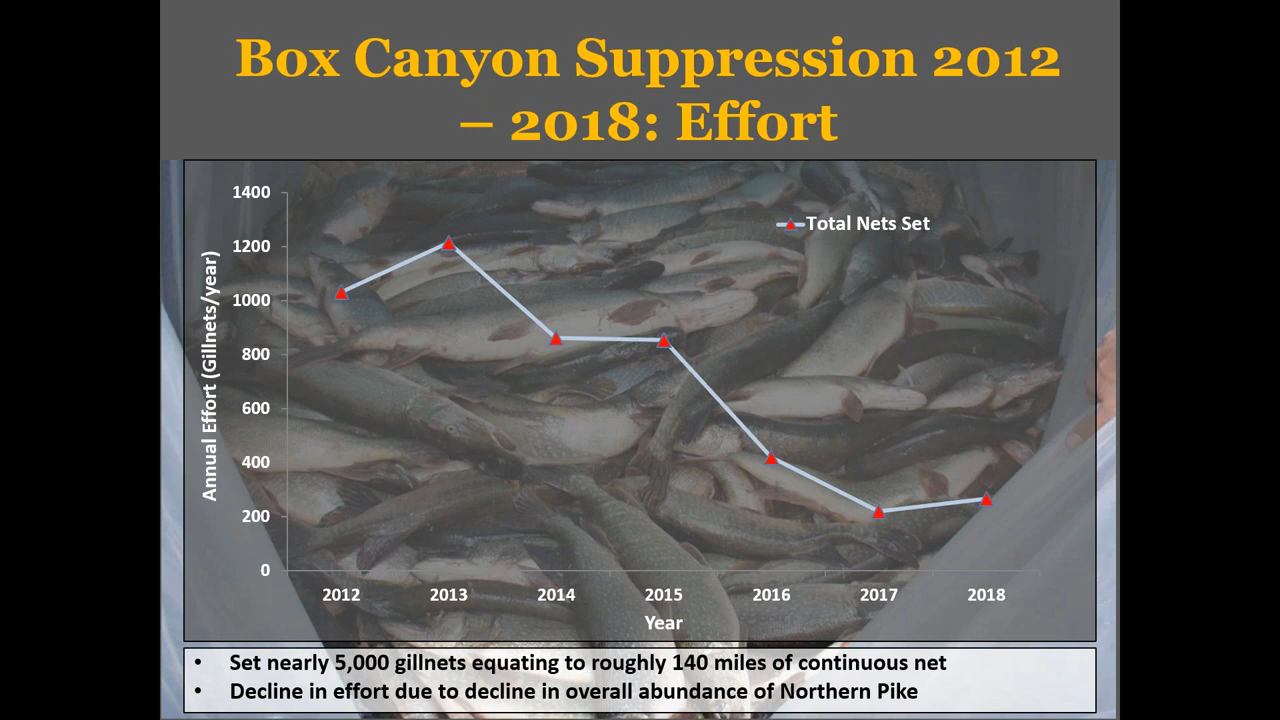 Box Canyon Suppression 2012
– 2018: Effort
1400
1200
1000
800
600
400
200
0
Annual Effort (Gillnets/year)
Total Nets Set
2012 2013 2014 2015 2016 2017 2018
Year
• Set nearly 5,000 gillnets equating to roughly 140 miles of continuous net
• Decline in effort due to decline in overall abundance of Northern Pike